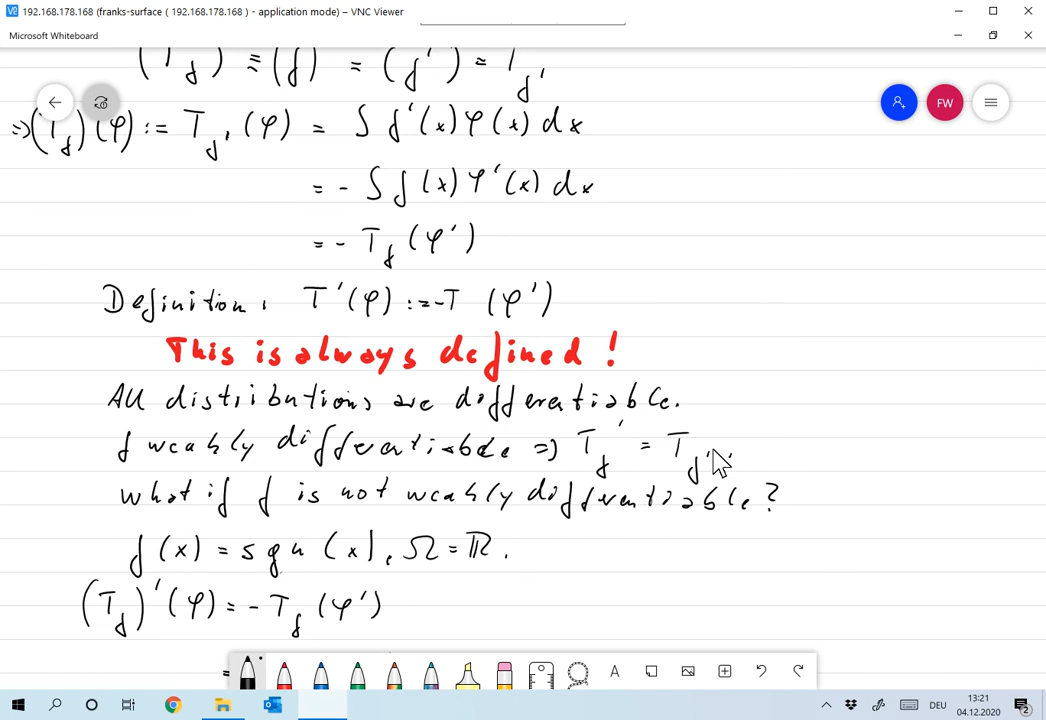 192.168.178.168 (franks-surface ( 192.168.178.168 ) - application mode) – VNC Viewer
Microsoft Whiteboard
FW
=> (T_f)'(φ) := T_f'(φ) = ∫ f'(x) φ(x) dx
= - ∫ f(x) φ'(x) dx
= - T_f (φ')
Definition: T'(φ) := -T (φ')
This is always defined!
All distributions are differentiable.
f weakly differentiable => T_f' = T_f'.
What if f is not weakly differentiable?
f(x) = sgn (x), Ω = ℝ.
(T_f)'(φ) = - T_f (φ')
=
A
DEU
13:21
04.12.2020
2